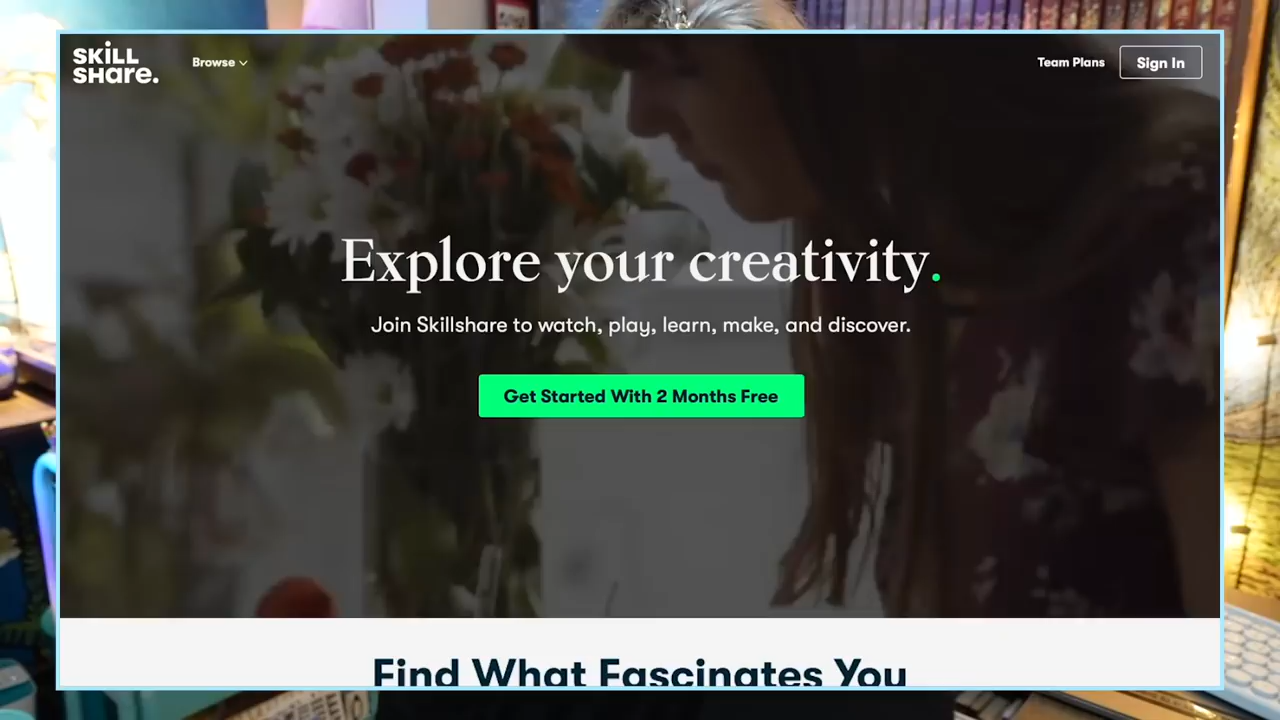 SKILL
SHare.
Browse
Team Plans
Sign In
Explore your creativity.
Join Skillshare to watch, play, learn, make, and discover.
Get Started With 2 Months Free
Find What Fascinates You